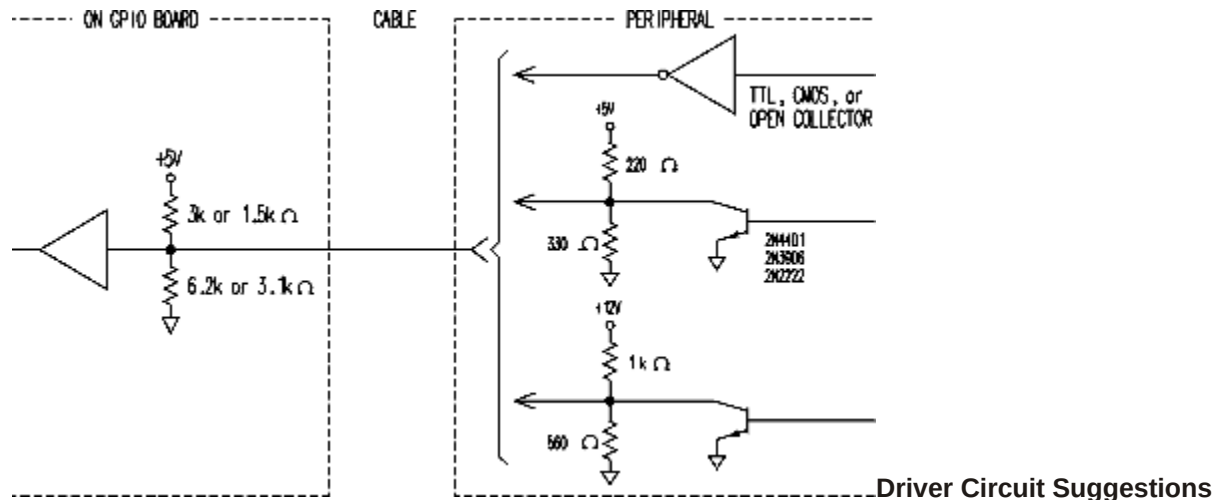 ON GPIO BOARD
CABLE
PERIPHERAL
TTL, CMOS, or
OPEN COLLECTOR
+5V
220 Ω
+5V
3k or 1.5k Ω
330 Ω
2N4401
2N3906
2N2222
6.2k or 3.1k Ω
+12V
1k Ω
560 Ω
Driver Circuit Suggestions